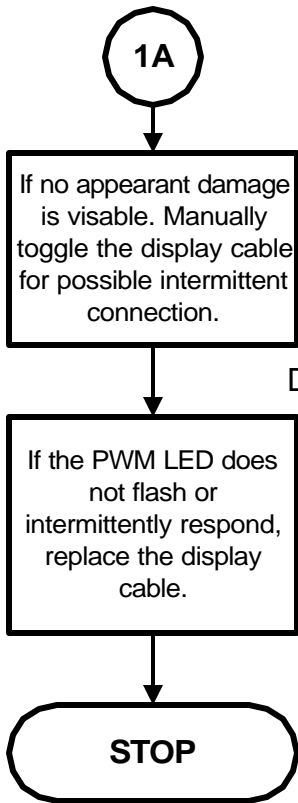 1A
If no appearant damage
is visable. Manually
toggle the display cable
for possible intermittent
connection.
D
If the PWM LED does
not flash or
intermittently respond,
replace the display
cable.
STOP